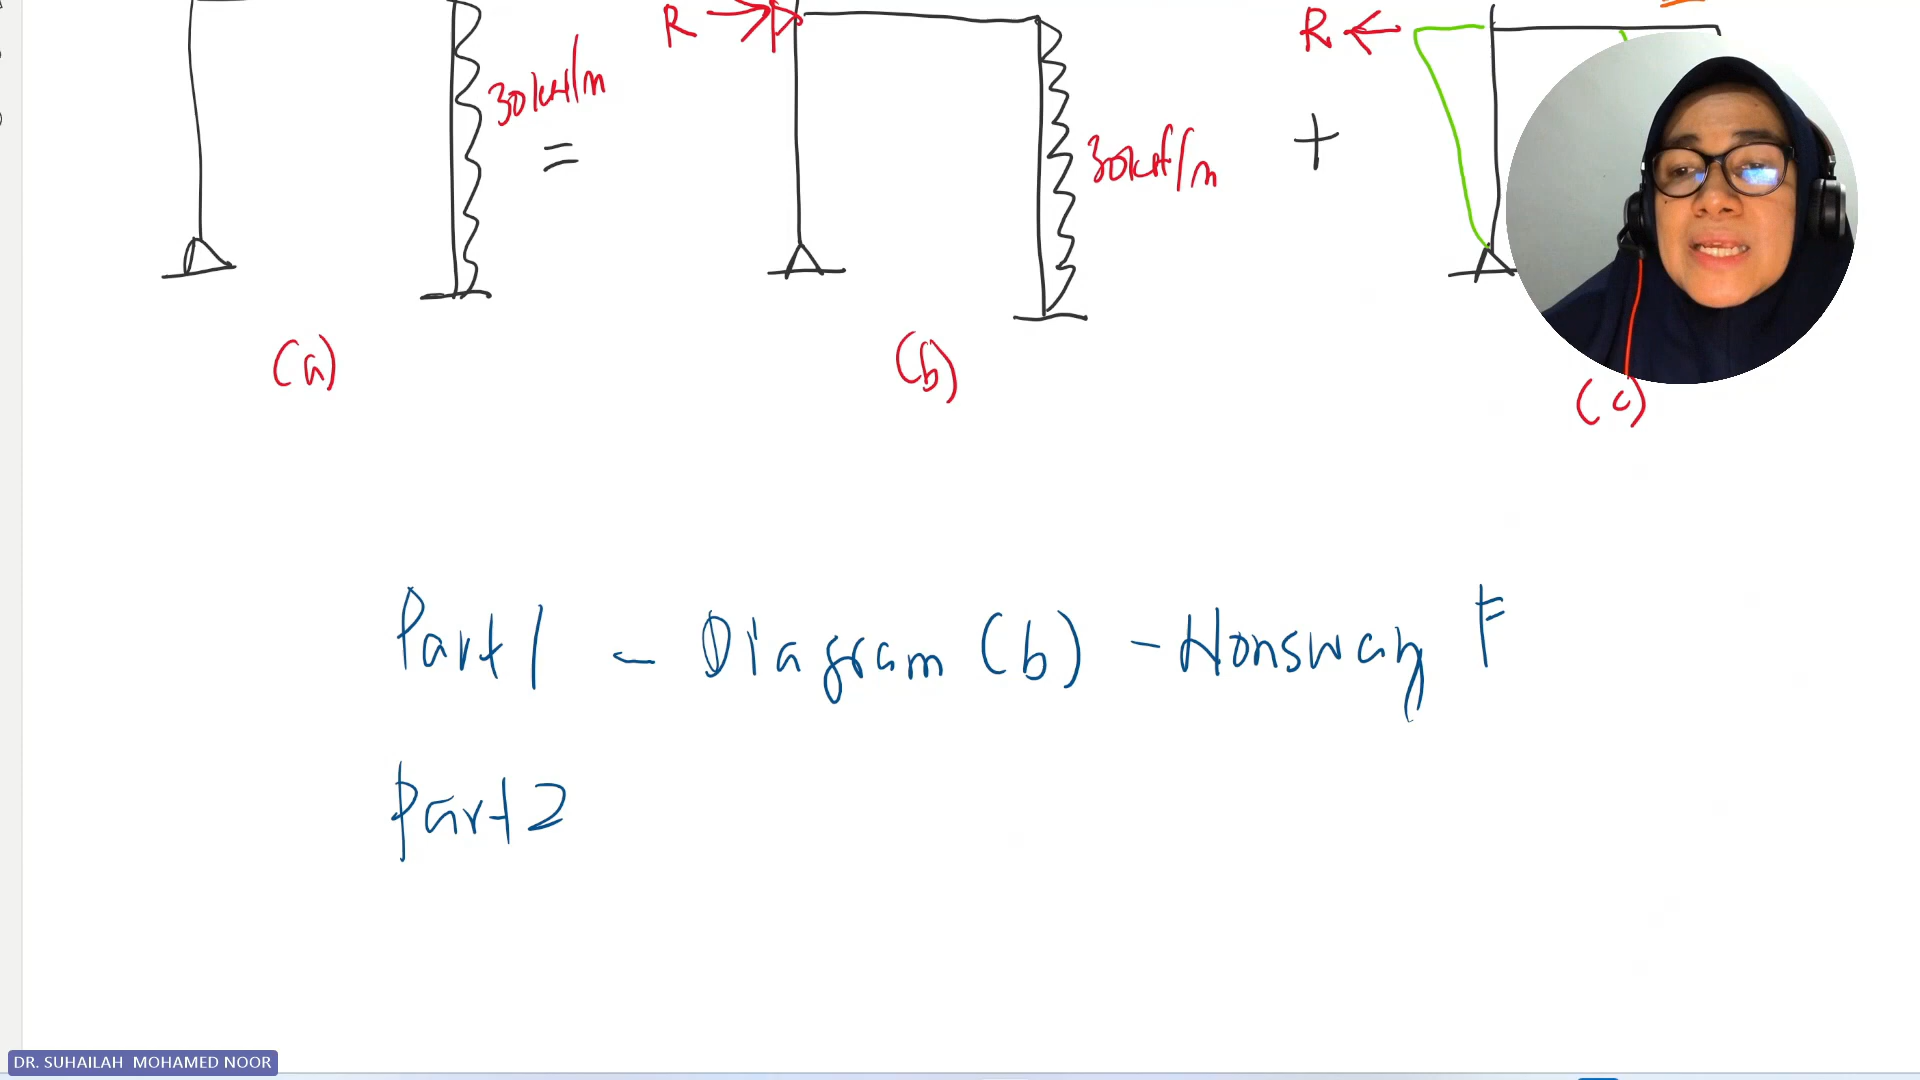 R
R
30kN/m
=
30kN/m
+
(a)
(b)
(c)
Part 1 - Diagram (b) - Nonsway F
Part 2
DR. SUHAILAH MOHAMED NOOR